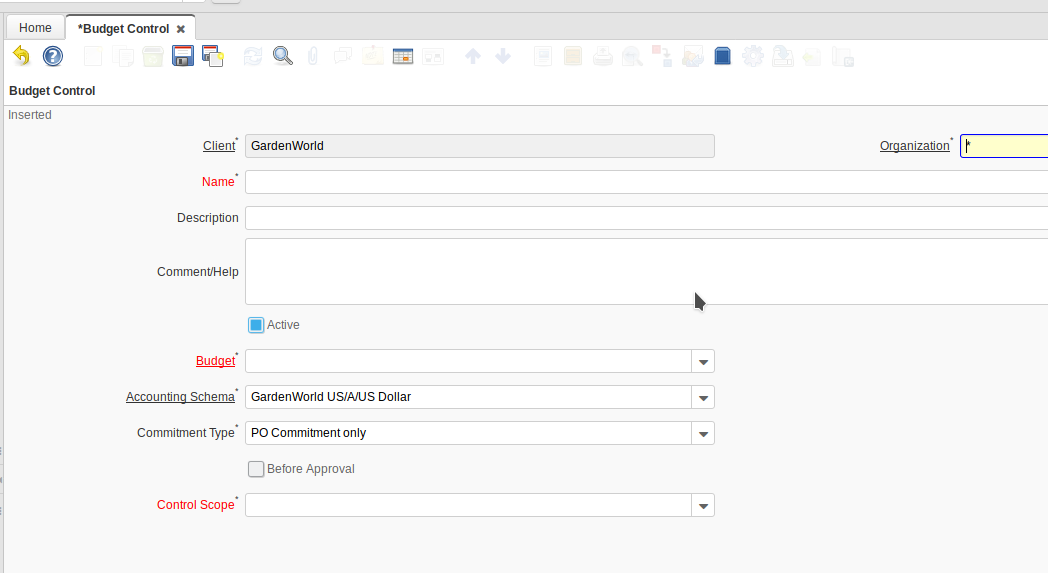 Home
*Budget Control
Budget Control
Inserted
Client* GardenWorld Organization* *
Name*
Description
Comment/Help
Active
Budget*
Accounting Schema* GardenWorld US/A/US Dollar
Commitment Type* PO Commitment only
Before Approval
Control Scope*